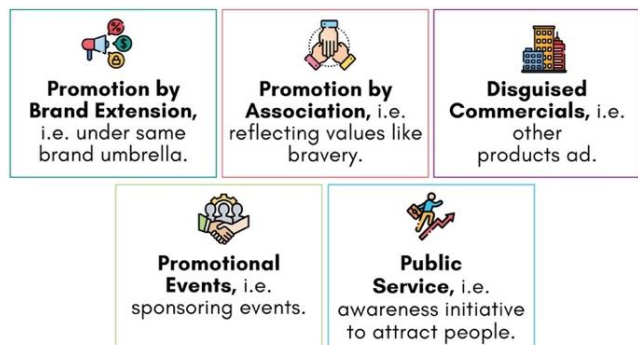 Promotion by
Brand Extension,
i.e. under same
brand umbrella.
Promotion by
Association, i.e.
reflecting values like
bravery.
Disguised
Commercials, i.e.
other
products ad.
Promotional
Events, i.e.
sponsoring events.
Public
Service, i.e.
awareness initiative
to attract people.